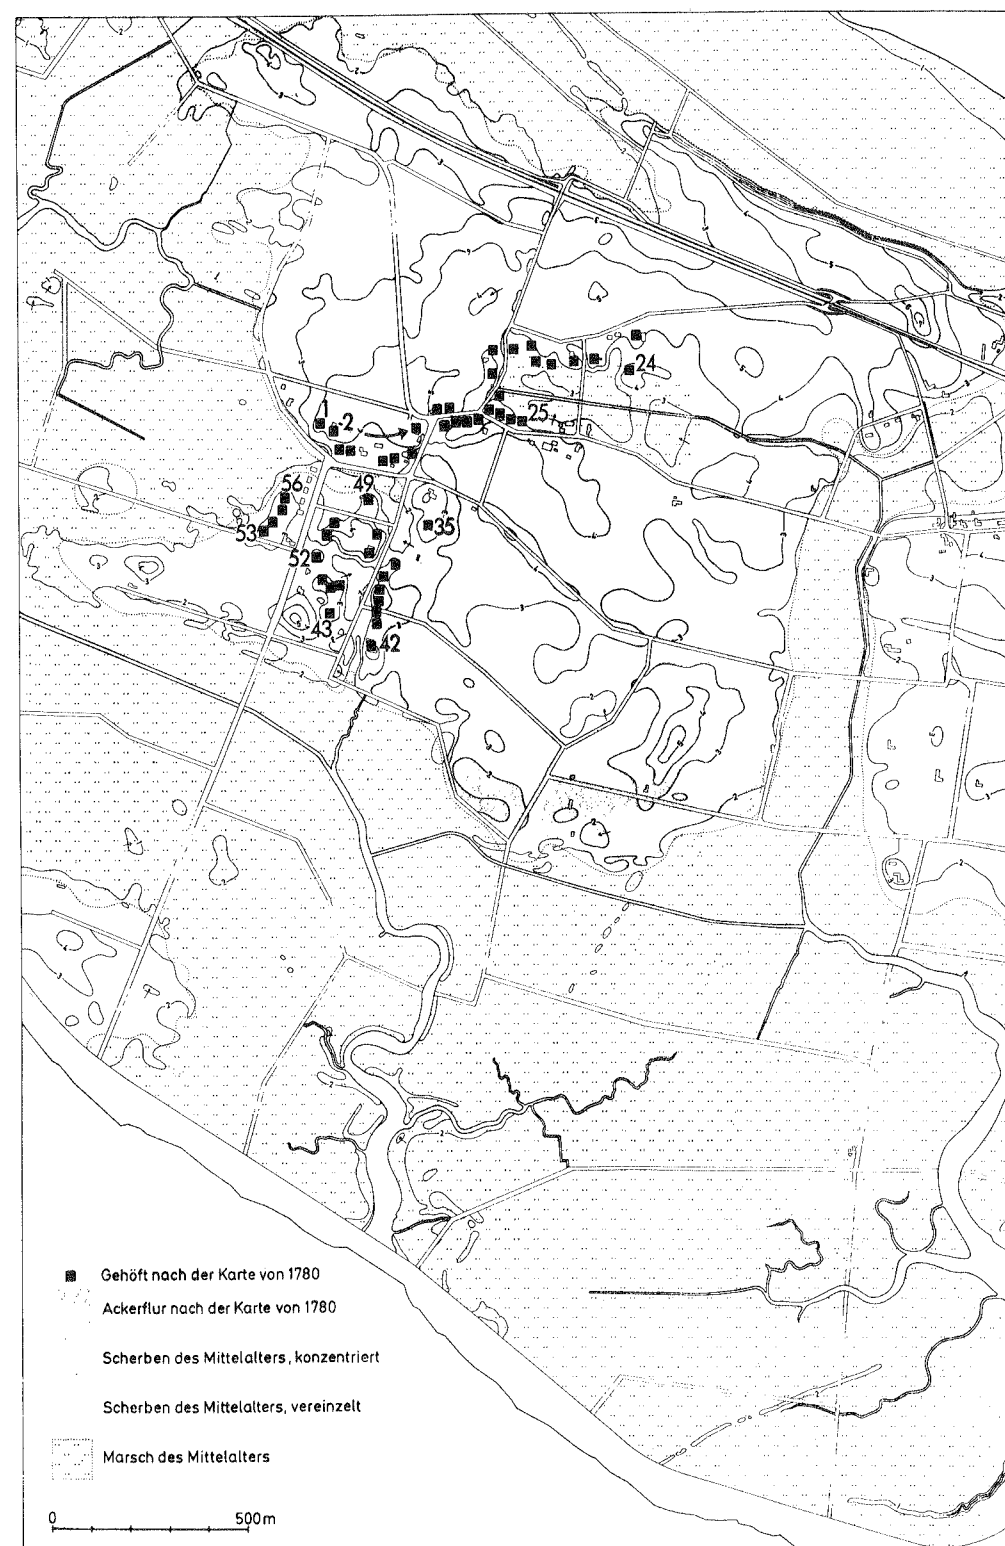 24
1
2
25
56
49
53
35
52
43
42
Gehöft nach der Karte von 1780
Ackerflur nach der Karte von 1780
Scherben des Mittelalters, konzentriert
Scherben des Mittelalters, vereinzelt
Marsch des Mittelalters
0 500m